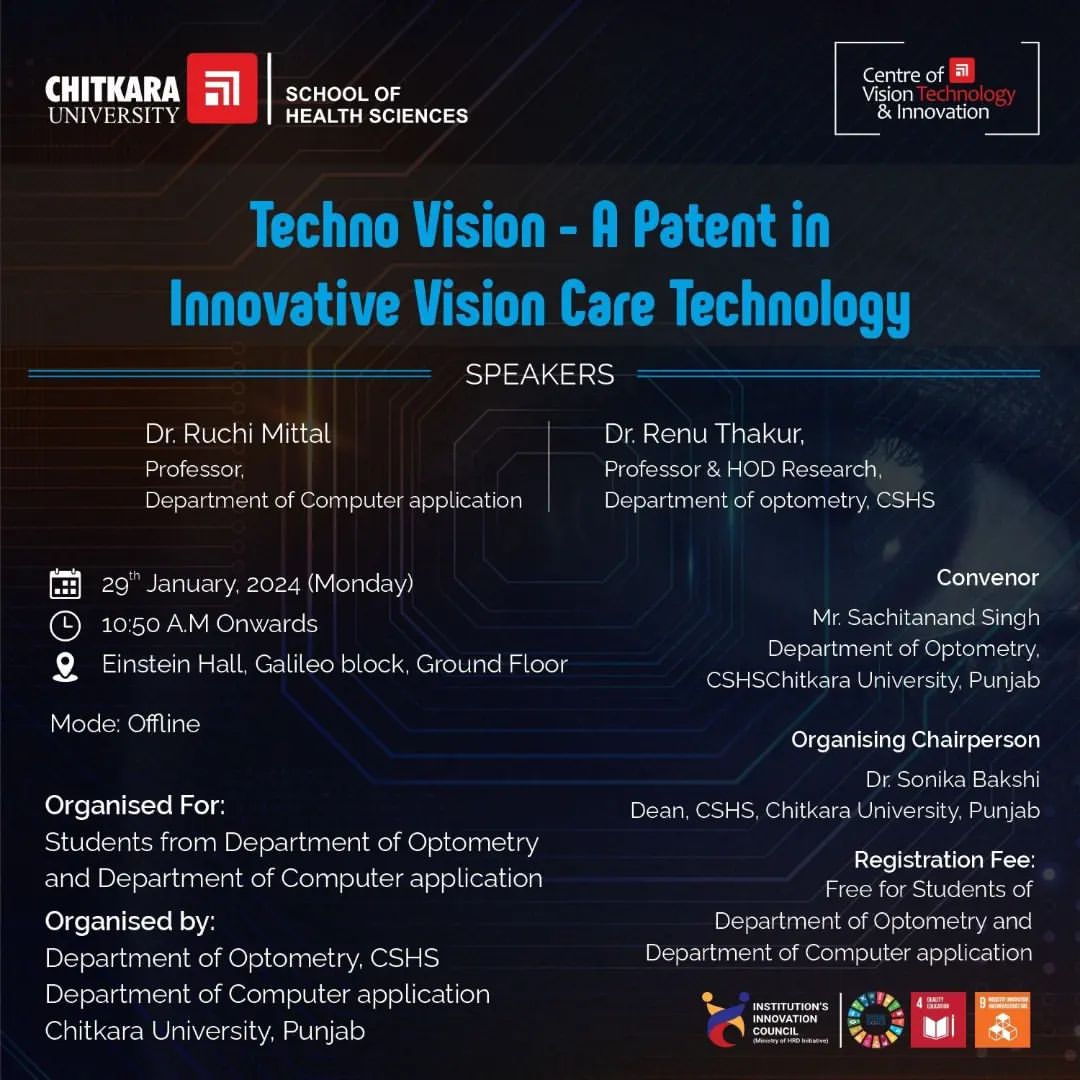 CHITKARA
UNIVERSITY
SCHOOL OF
HEALTH SCIENCES
Centre of
Vision Technology
& Innovation
Techno Vision - A Patent in
Innovative Vision Care Technology
SPEAKERS
Dr. Ruchi Mittal
Professor,
Department of Computer application
Dr. Renu Thakur,
Professor & HOD Research,
Department of optometry, CSHS
29th January, 2024 (Monday)
10:50 A.M Onwards
Einstein Hall, Galileo block, Ground Floor
Mode: Offline
Organised For:
Students from Department of Optometry
and Department of Computer application
Organised by:
Department of Optometry, CSHS
Department of Computer application
Chitkara University, Punjab
Convenor
Mr. Sachitanand Singh
Department of Optometry,
CSHSChitkara University, Punjab
Organising Chairperson
Dr. Sonika Bakshi
Dean, CSHS, Chitkara University, Punjab
Registration Fee:
Free for Students of
Department of Optometry and
Department of Computer application
INSTITUTION'S
INNOVATION
COUNCIL
(Ministry of HRD Initiative)
4 QUALITY
EDUCATION
9 INDUSTRY, INNOVATION
AND INFRASTRUCTURE